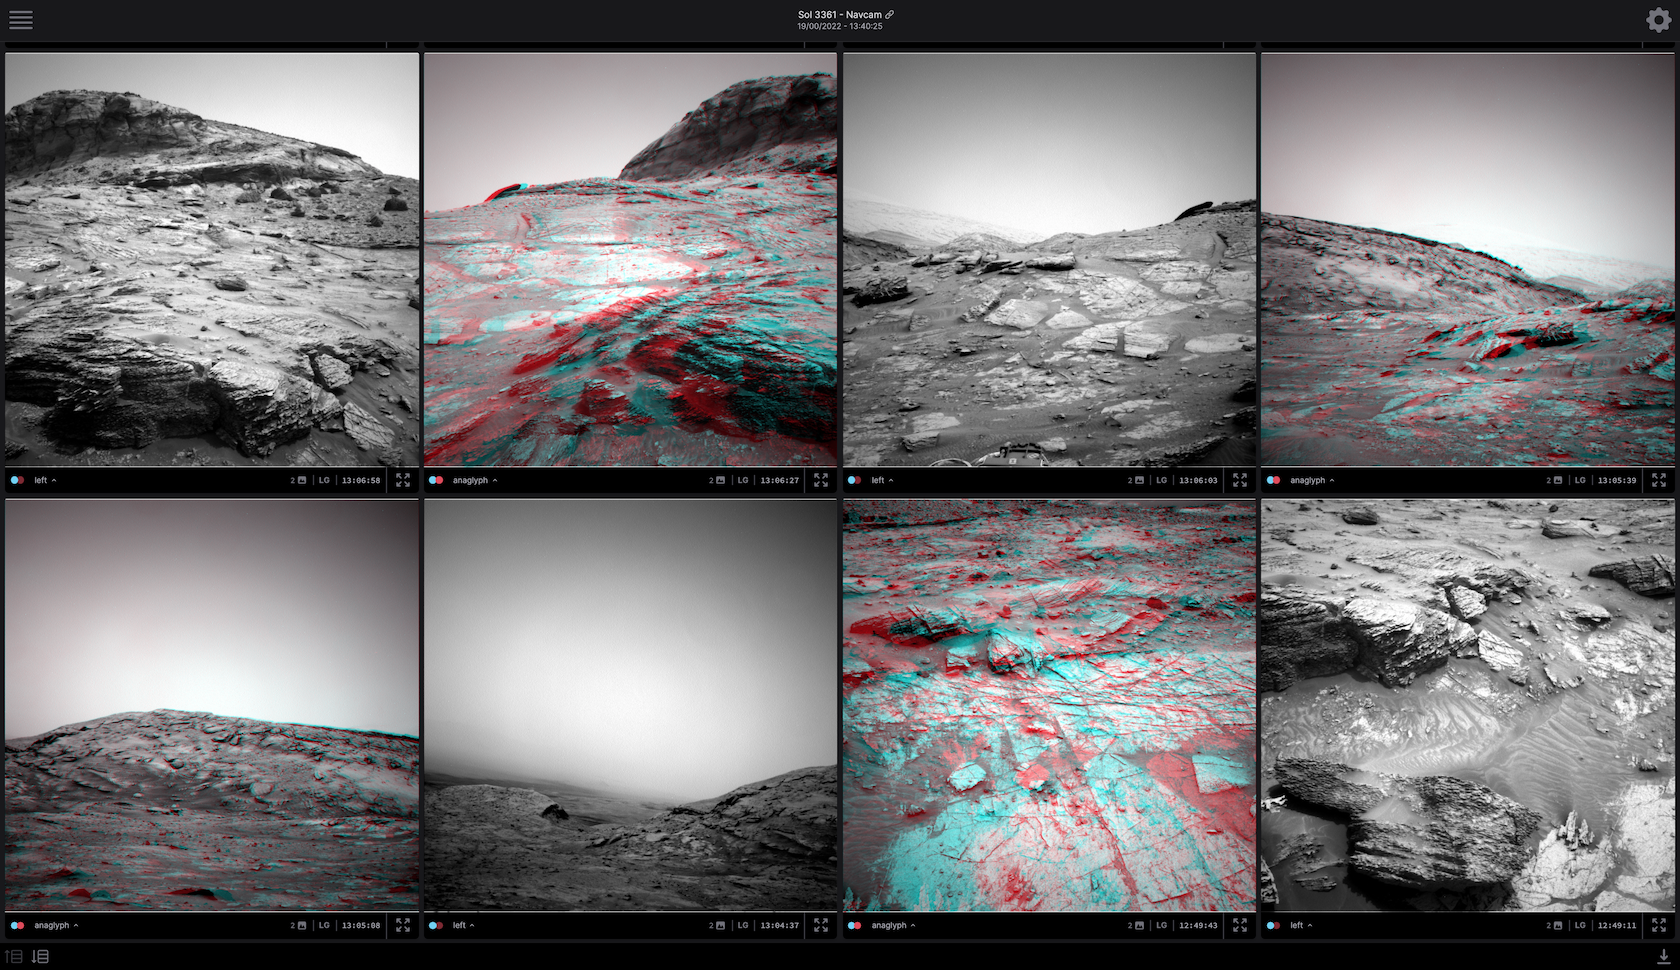 Sol 3361 - Navcam
19/00/2022 - 13:40:25
left 2 | LG | 13:06:58
anaglyph 2 | LG | 13:06:27
left 2 | LG | 13:06:03
anaglyph 2 | LG | 13:05:39
anaglyph 2 | LG | 13:05:08
left 2 | LG | 13:04:37
anaglyph 2 | LG | 12:49:43
left 2 | LG | 12:49:11